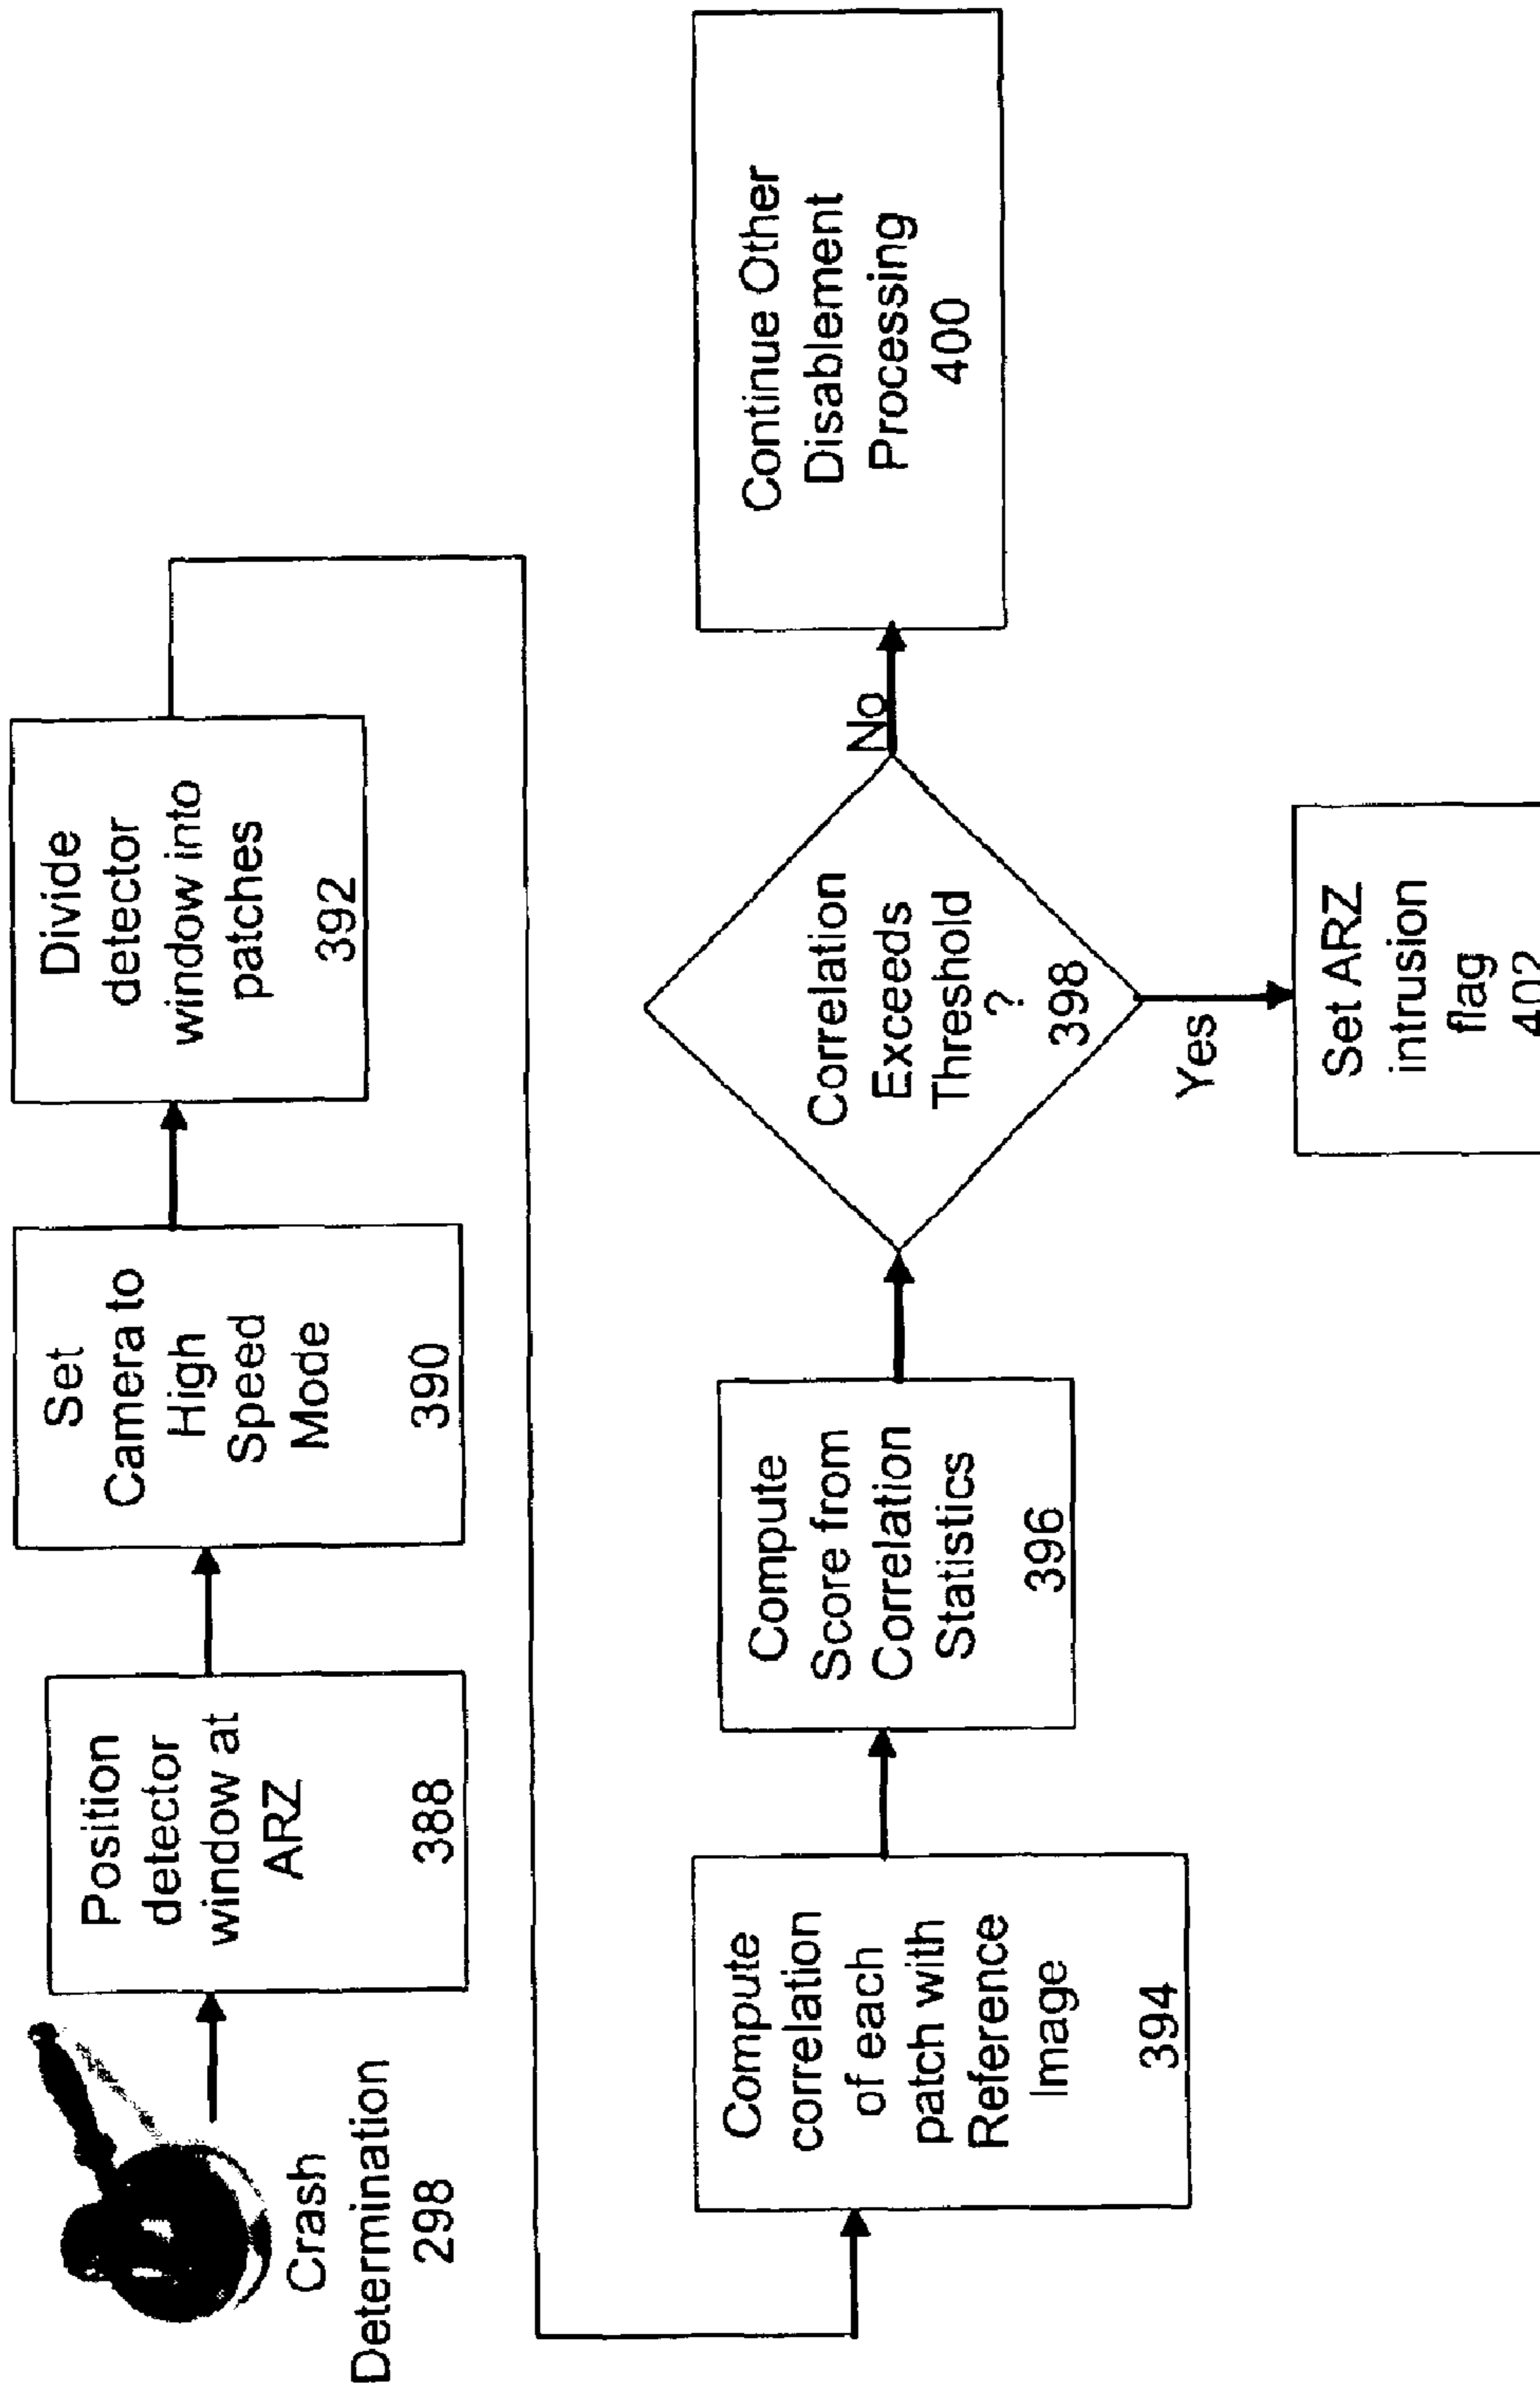 Crash
Determination
298
Position
detector
window at
ARZ
388
Set
Camera to
High
Speed
Mode
390
Divide
detector
window into
patches
392
Compute
correlation
of each
patch with
Reference
Image
394
Compute
Score from
Correlation
Statistics
396
Correlation
Exceeds
Threshold
?
398
No
Continue Other
Disablement
Processing
400
Yes
Set ARZ
intrusion
flag
402